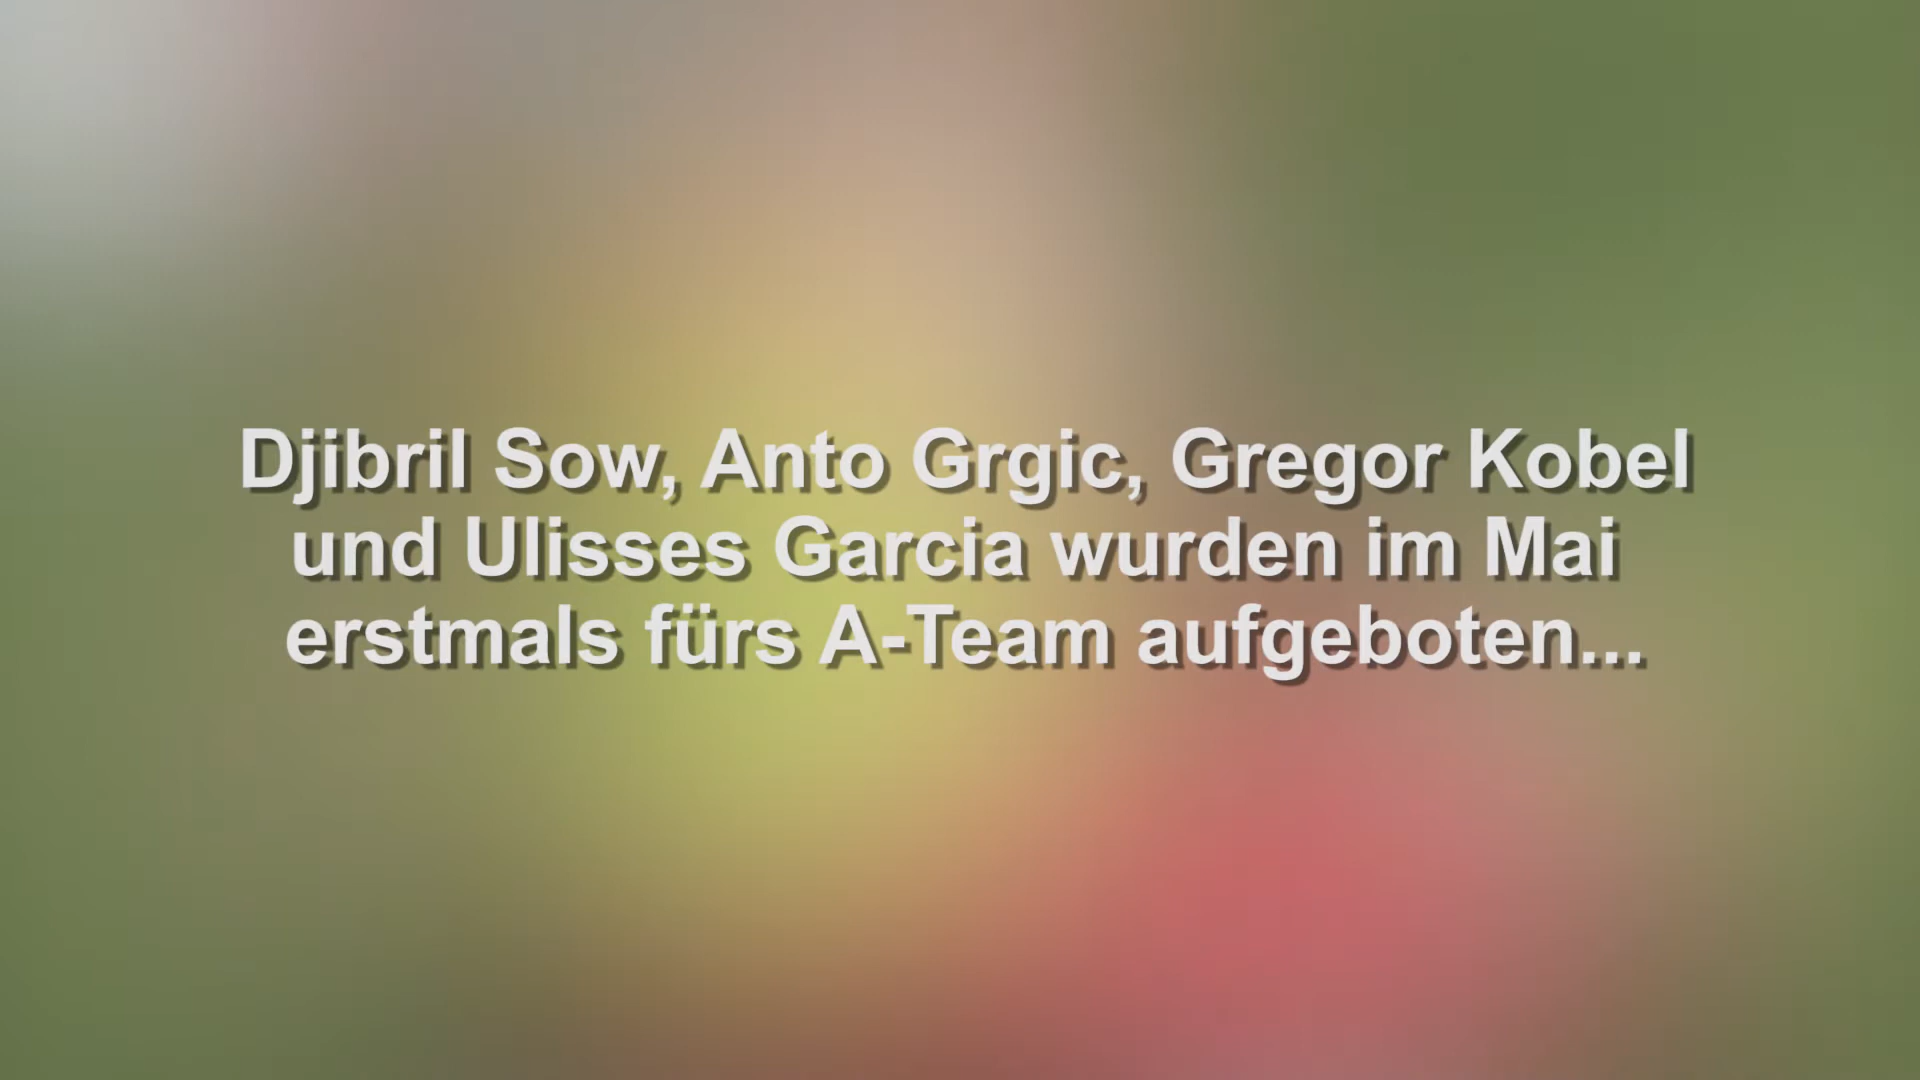 Djibril Sow, Anto Grgic, Gregor Kobel
und Ulisses Garcia wurden im Mai
erstmals fürs A-Team aufgeboten...